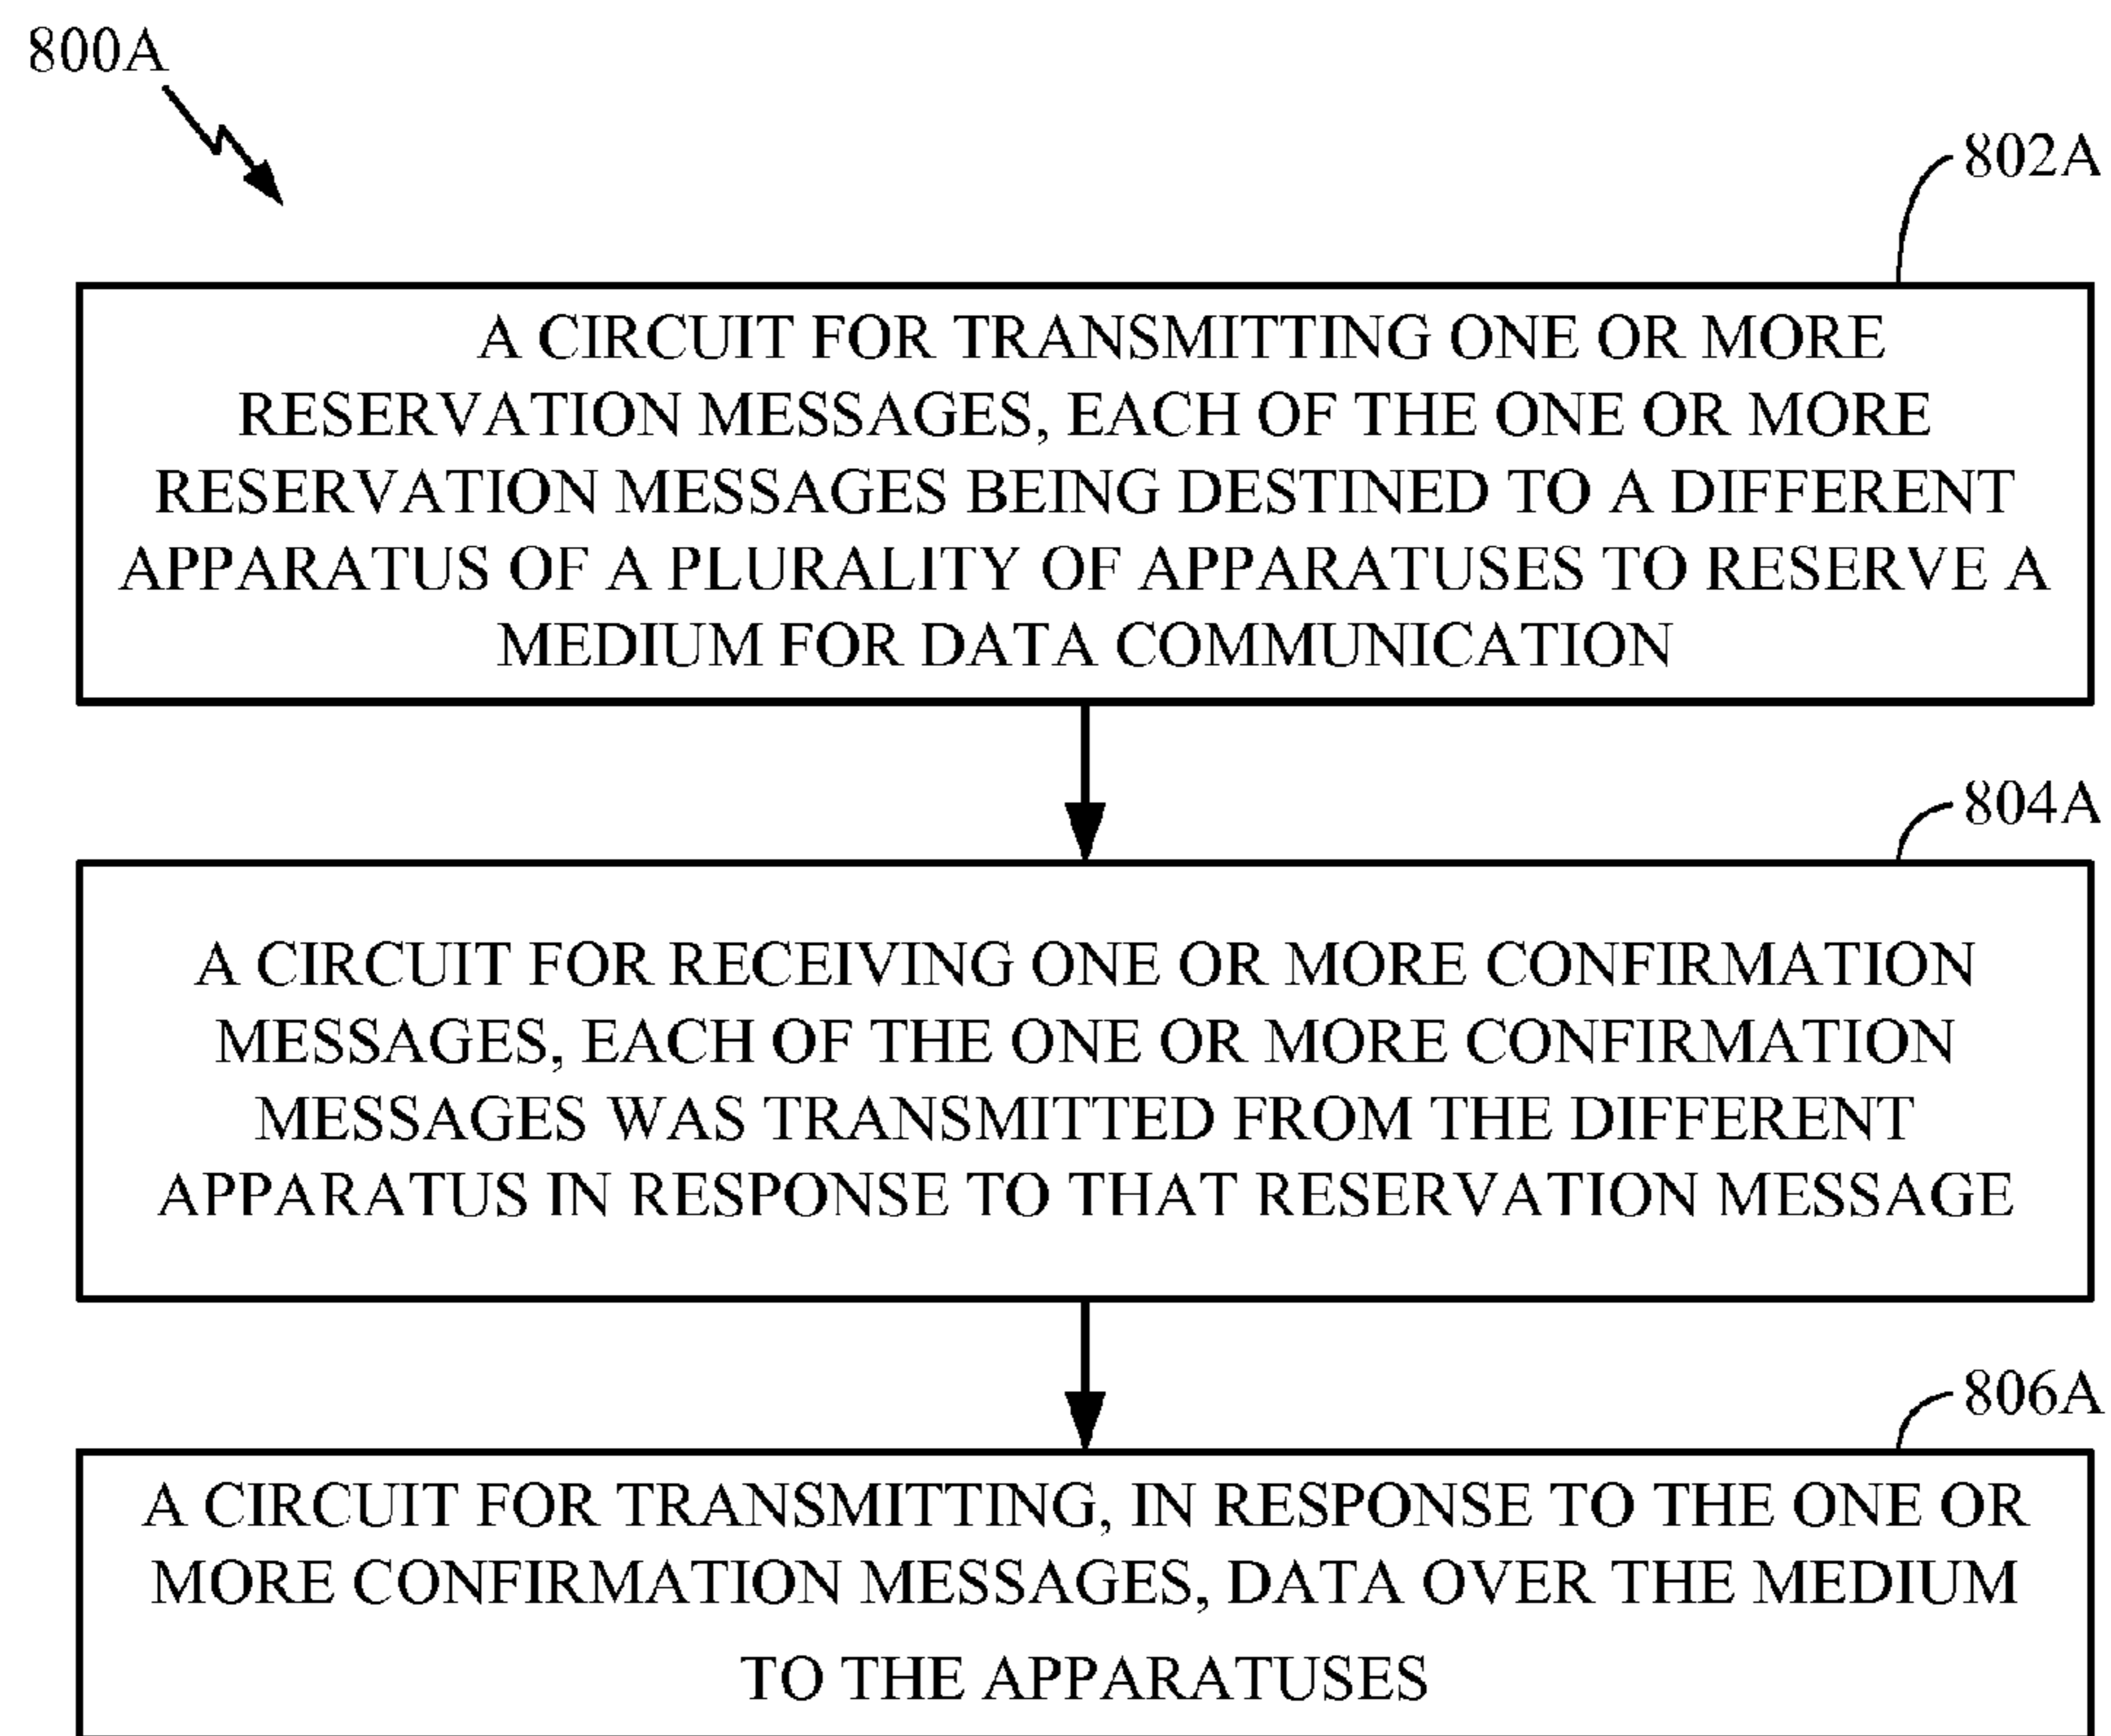 800A
802A
A CIRCUIT FOR TRANSMITTING ONE OR MORE
RESERVATION MESSAGES, EACH OF THE ONE OR MORE
RESERVATION MESSAGES BEING DESTINED TO A DIFFERENT
APPARATUS OF A PLURALITY OF APPARATUSES TO RESERVE A
MEDIUM FOR DATA COMMUNICATION
804A
A CIRCUIT FOR RECEIVING ONE OR MORE CONFIRMATION
MESSAGES, EACH OF THE ONE OR MORE CONFIRMATION
MESSAGES WAS TRANSMITTED FROM THE DIFFERENT
APPARATUS IN RESPONSE TO THAT RESERVATION MESSAGE
806A
A CIRCUIT FOR TRANSMITTING, IN RESPONSE TO THE ONE OR
MORE CONFIRMATION MESSAGES, DATA OVER THE MEDIUM
TO THE APPARATUSES